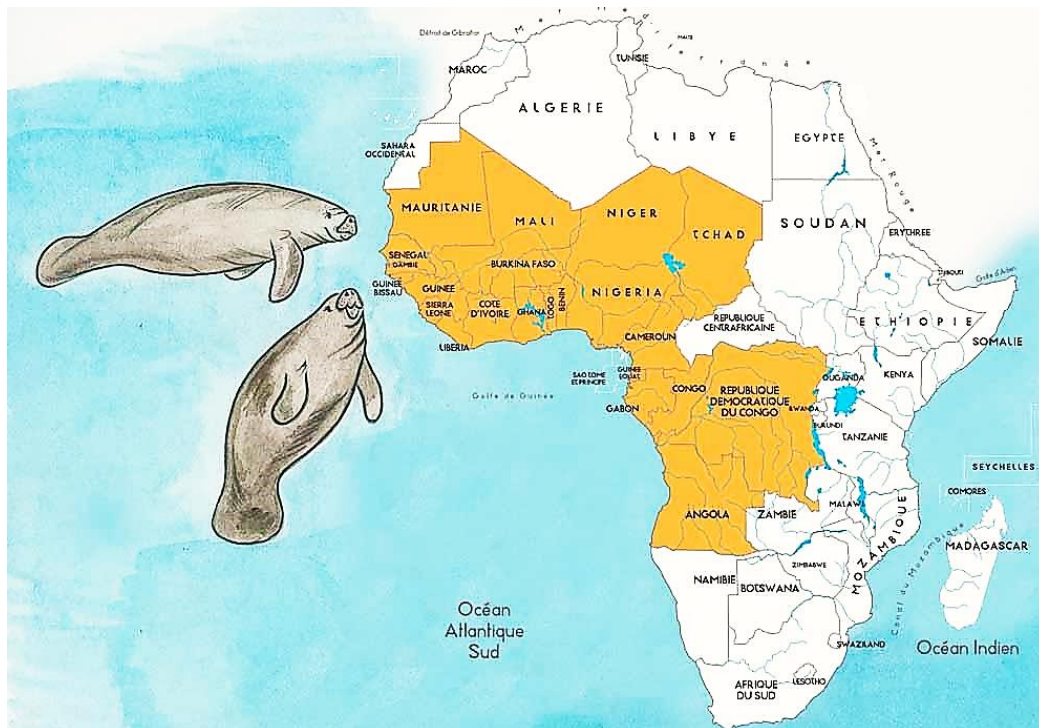 Détroit de Gibraltar
Mer Méditerranée
MALTE
MAROC
TUNISIE
ALGERIE
LIBYE
EGYPTE
SAHARA
OCCIDENTAL
Mer Rouge
MAURITANIE
MALI
NIGER
TCHAD
SOUDAN
ERYTHREE
SENEGAL
GAMBIE
BURKINA FASO
DJIBOUTI
Golfe d'Aden
GUINEE
BISSAU
GUINEE
NIGERIA
BENIN
TOGO
GHANA
SIERRA
LEONE
COTE
D'IVOIRE
REPUBLIQUE
CENTRAFRICAINE
ETHIOPIE
SOMALIE
LIBERIA
CAMEROUN
SAO TOME
ET PRINCIPE
GUINEE
EQUAT.
OUGANDA
KENYA
Golfe de Guinée
GABON
CONGO
REPUBLIQUE
DEMOCRATIQUE
DU CONGO
RWANDA
BURUNDI
TANZANIE
SEYCHELLES
COMORES
ANGOLA
ZAMBIE
MALAWI
MOZAMBIQUE
Canal du Mozambique
MADAGASCAR
NAMIBIE
ZIMBABWE
BOTSWANA
Océan
Atlantique
Sud
SWAZILAND
Océan Indien
AFRIQUE
DU SUD
LESOTHO